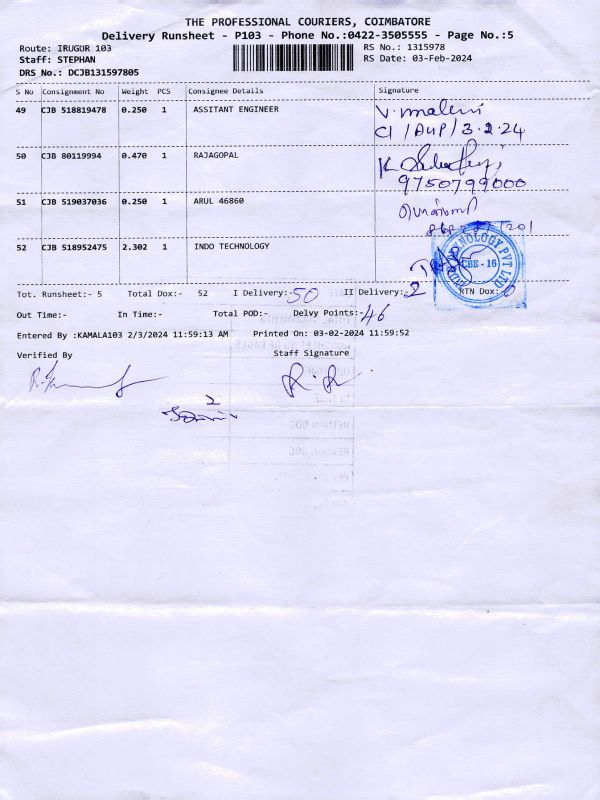 THE PROFESSIONAL COURIERS, COIMBATORE
Delivery Runsheet - P103 - Phone No.:0422-3505555 - Page No.:5
Route: IRUGUR 103
RS No.: 1315978
Staff: STEPHAN
RS Date: 03-Feb-2024
DRS No.: DCJB131597805
S No Consignment No Weight PCS Consignee Details Signature
49 CJB 518819478 0.250 1 ASSITANT ENGINEER V. malini
CI / AUP / 3.2.24
50 CJB 80119994 0.470 1 RAJAGOPAL K
9750799000
51 CJB 519037036 0.250 1 ARUL 46860
52 CJB 518952475 2.302 1 INDO TECHNOLOGY
CBE - 16
Tot. Runsheet:- 5 Total Dox:- 52 I Delivery:- 50 II Delivery:- 2 RTN Dox:-
Out Time:- In Time:- Total POD:- Delvy Points:- 46
Entered By :KAMALA103 2/3/2024 11:59:13 AM Printed On: 03-02-2024 11:59:52
Verified By Staff Signature
2